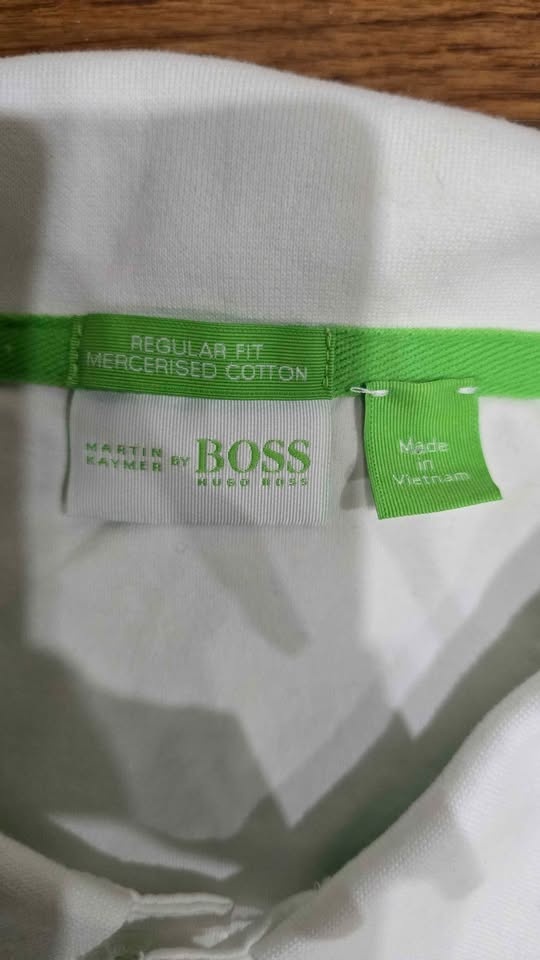 REGULAR FIT
MERCERISED COTTON
MARTIN
KAYMER BY BOSS
HUGO BOSS
Made
in
Vietnam